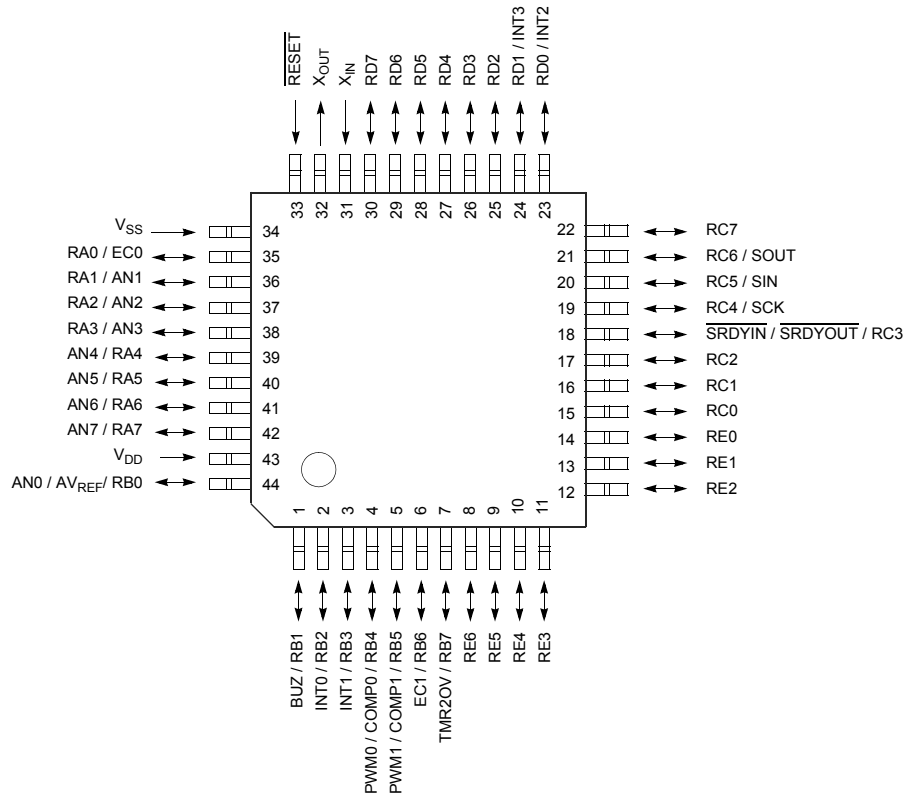 RESET
XOUT
XIN
RD7
RD6
RD5
RD4
RD3
RD2
RD1 / INT3
RD0 / INT2
33
32
31
30
29
28
27
26
25
24
23
VSS
34
RA0 / EC0
35
RA1 / AN1
36
RA2 / AN2
37
RA3 / AN3
38
AN4 / RA4
39
AN5 / RA5
40
AN6 / RA6
41
AN7 / RA7
42
VDD
43
AN0 / AVREF/ RB0
44
22
RC7
21
RC6 / SOUT
20
RC5 / SIN
19
RC4 / SCK
18
SRDYIN / SRDYOUT / RC3
17
RC2
16
RC1
15
RC0
14
RE0
13
RE1
12
RE2
1
2
3
4
5
6
7
8
9
10
11
BUZ / RB1
INT0 / RB2
INT1 / RB3
PWM0 / COMP0 / RB4
PWM1 / COMP1 / RB5
EC1 / RB6
TMR2OV / RB7
RE6
RE5
RE4
RE3